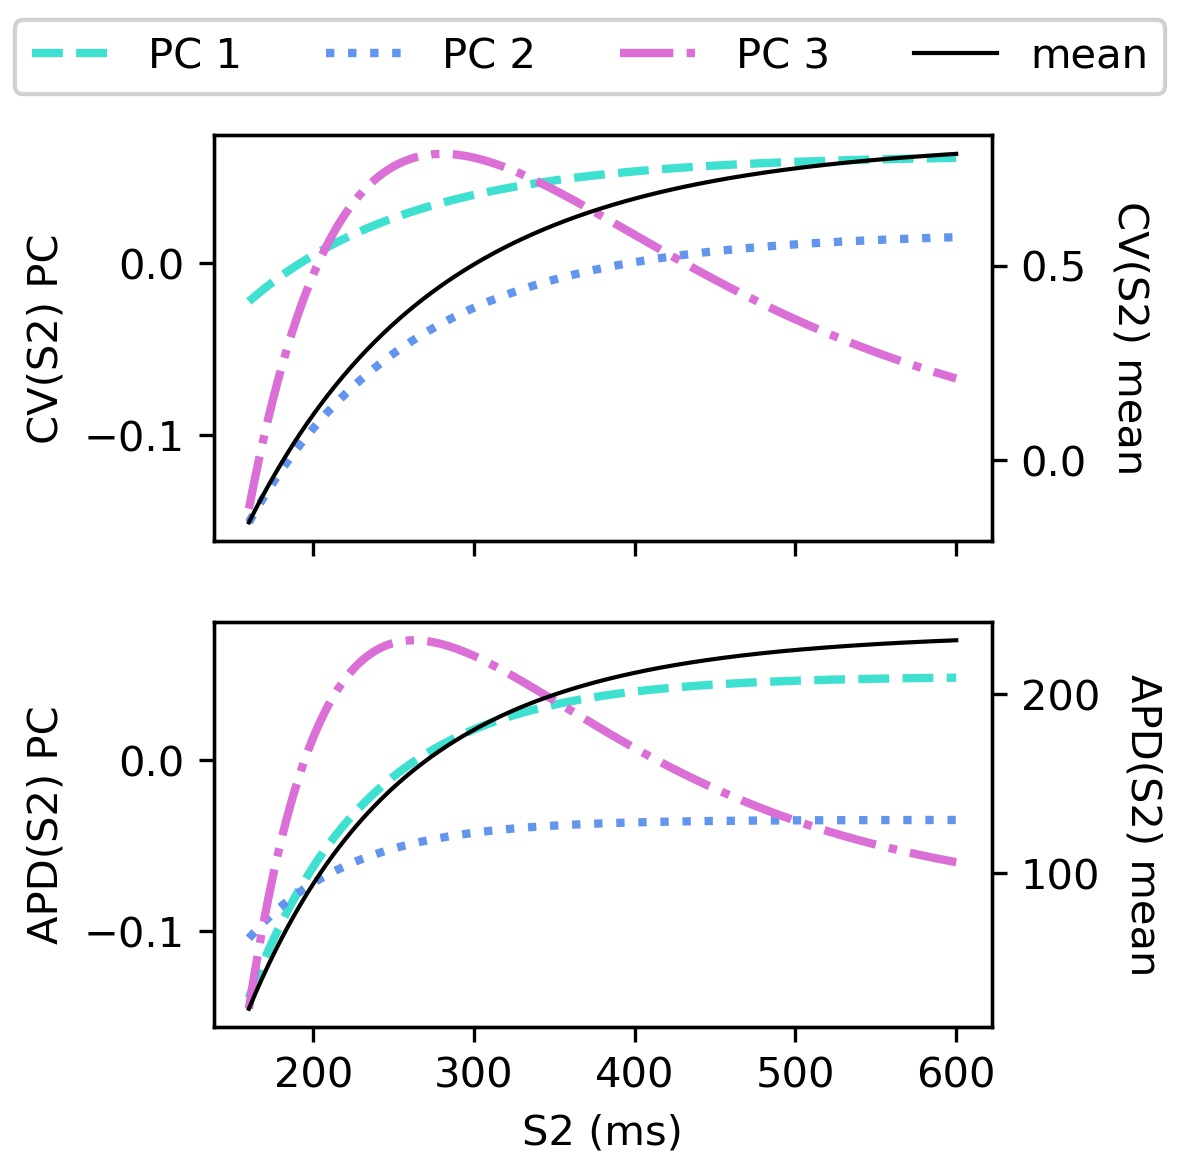 PC 1 PC 2 PC 3 mean
CV(S2) PC
0.0
−0.1
0.5
0.0
CV(S2) mean
APD(S2) PC
0.0
−0.1
200
100
APD(S2) mean
200 300 400 500 600
S2 (ms)